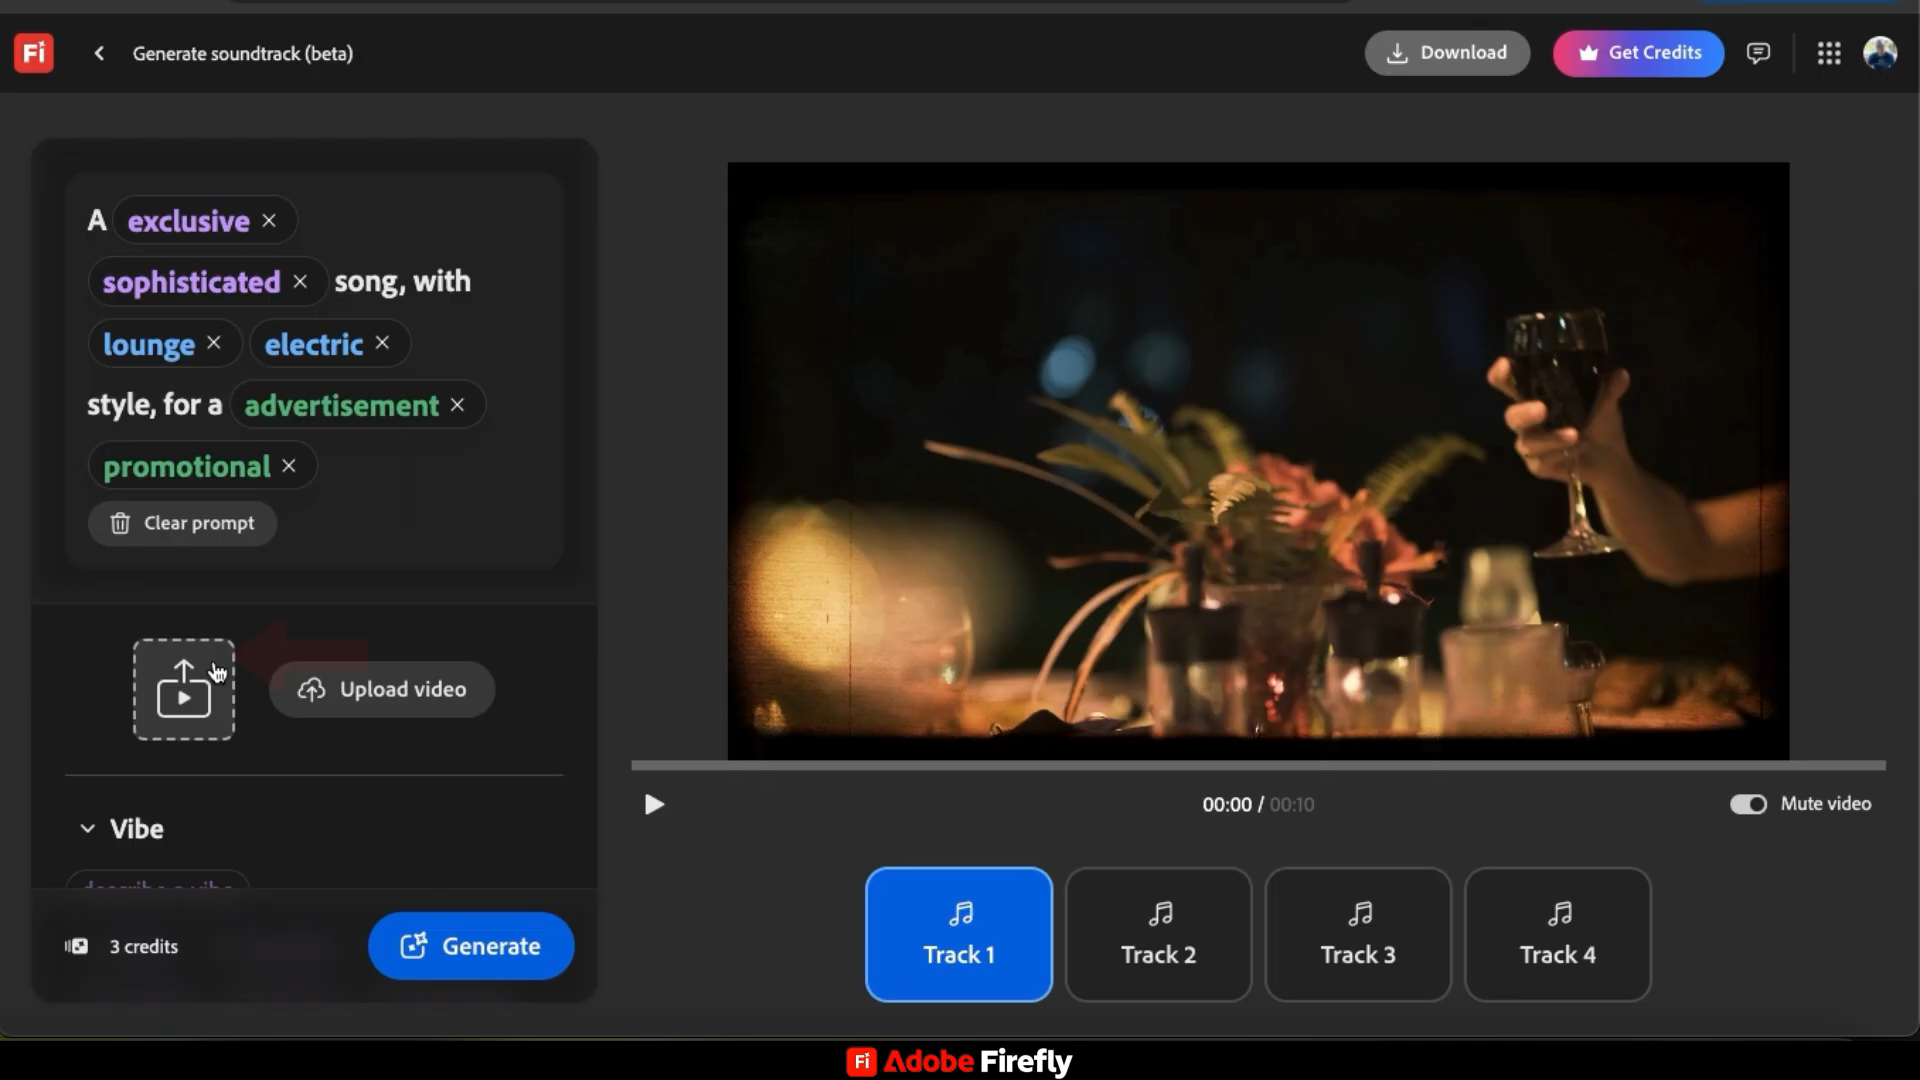 Fi
Generate soundtrack (beta)
Download
Get Credits
A exclusive
sophisticated song, with
lounge electric
style, for a advertisement
promotional
Clear prompt
Upload video
Vibe
describe a vibe
3 credits
Generate
00:00 / 00:10
Mute video
Track 1
Track 2
Track 3
Track 4
Fi Adobe Firefly